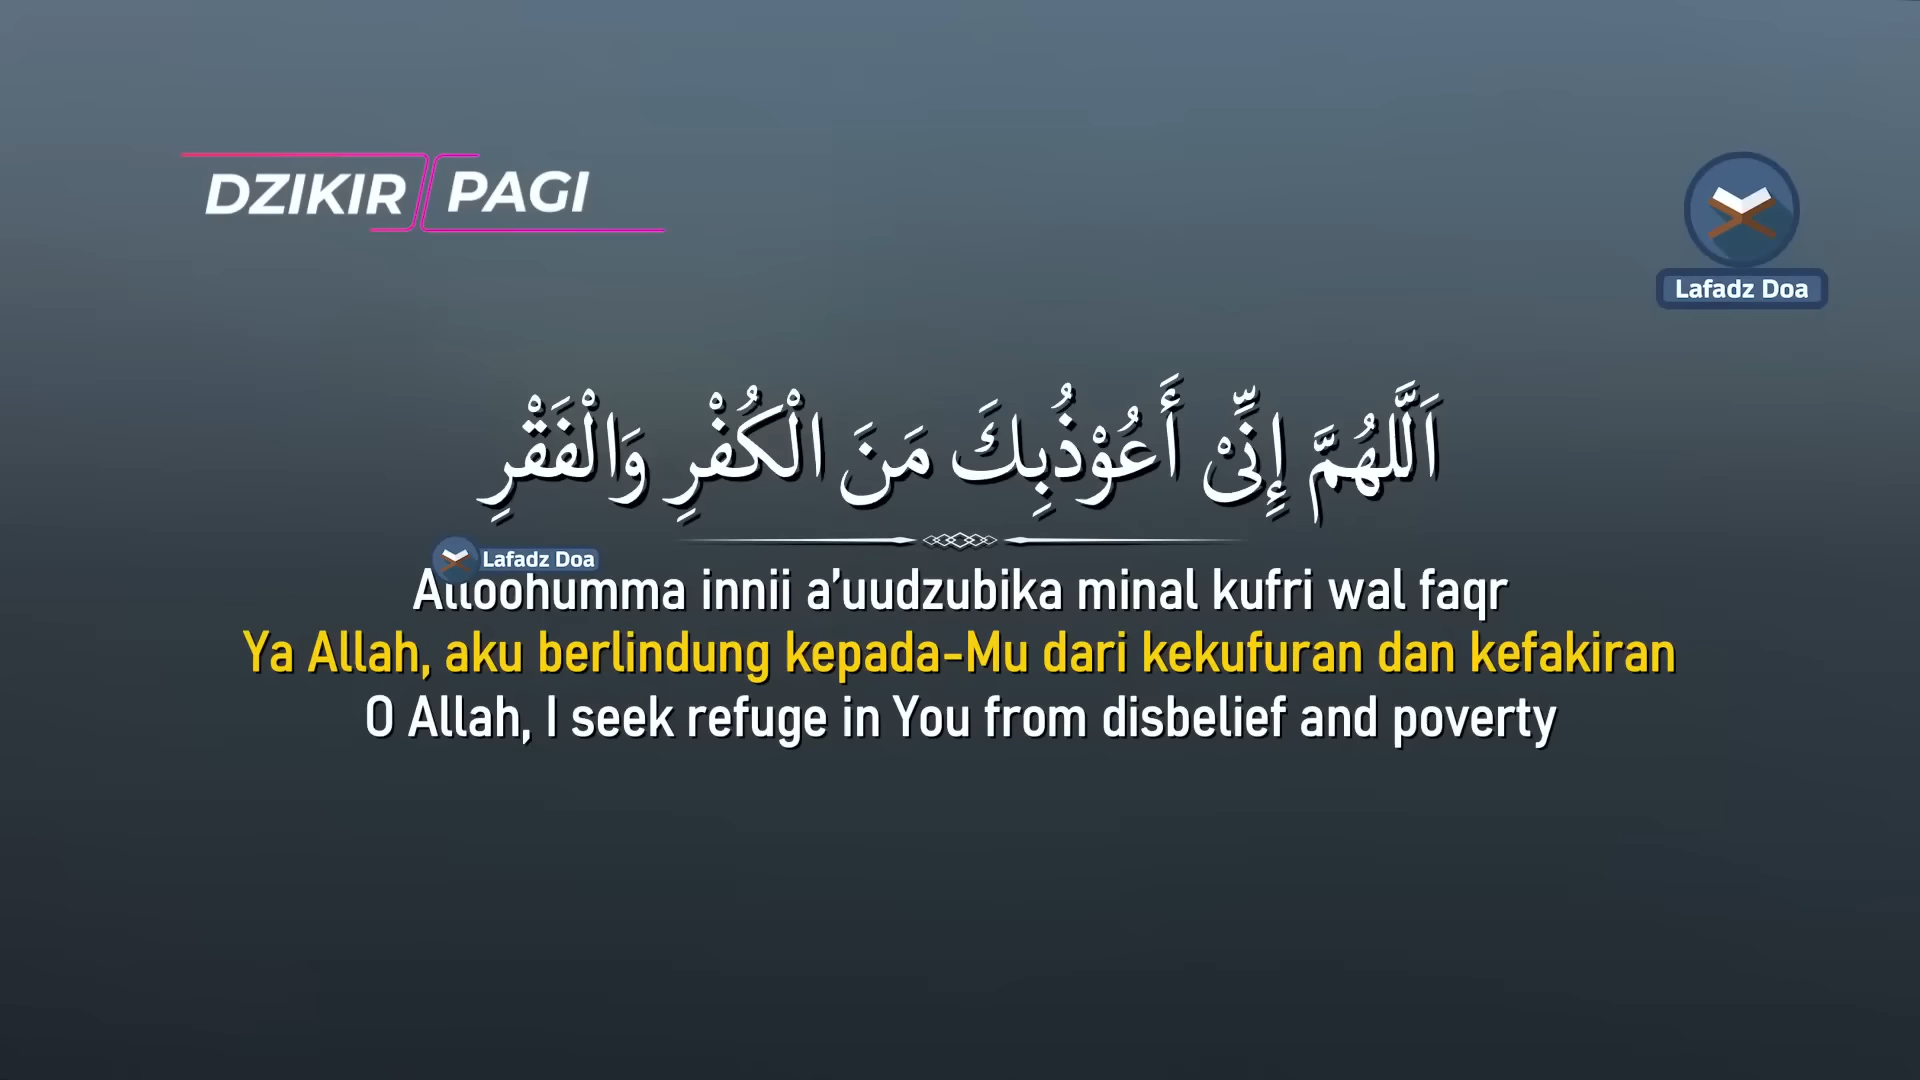 DZIKIR PAGI
Lafadz Doa
اَللَّهُمَّ إِنِّىْ أَعُوْذُبِكَ مَنَ الْكُفْرِ وَالْفَقْرِ
Lafadz Doa
Alloohumma innii a’uudzubika minal kufri wal faqr
Ya Allah, aku berlindung kepada-Mu dari kekufuran dan kefakiran
O Allah, I seek refuge in You from disbelief and poverty